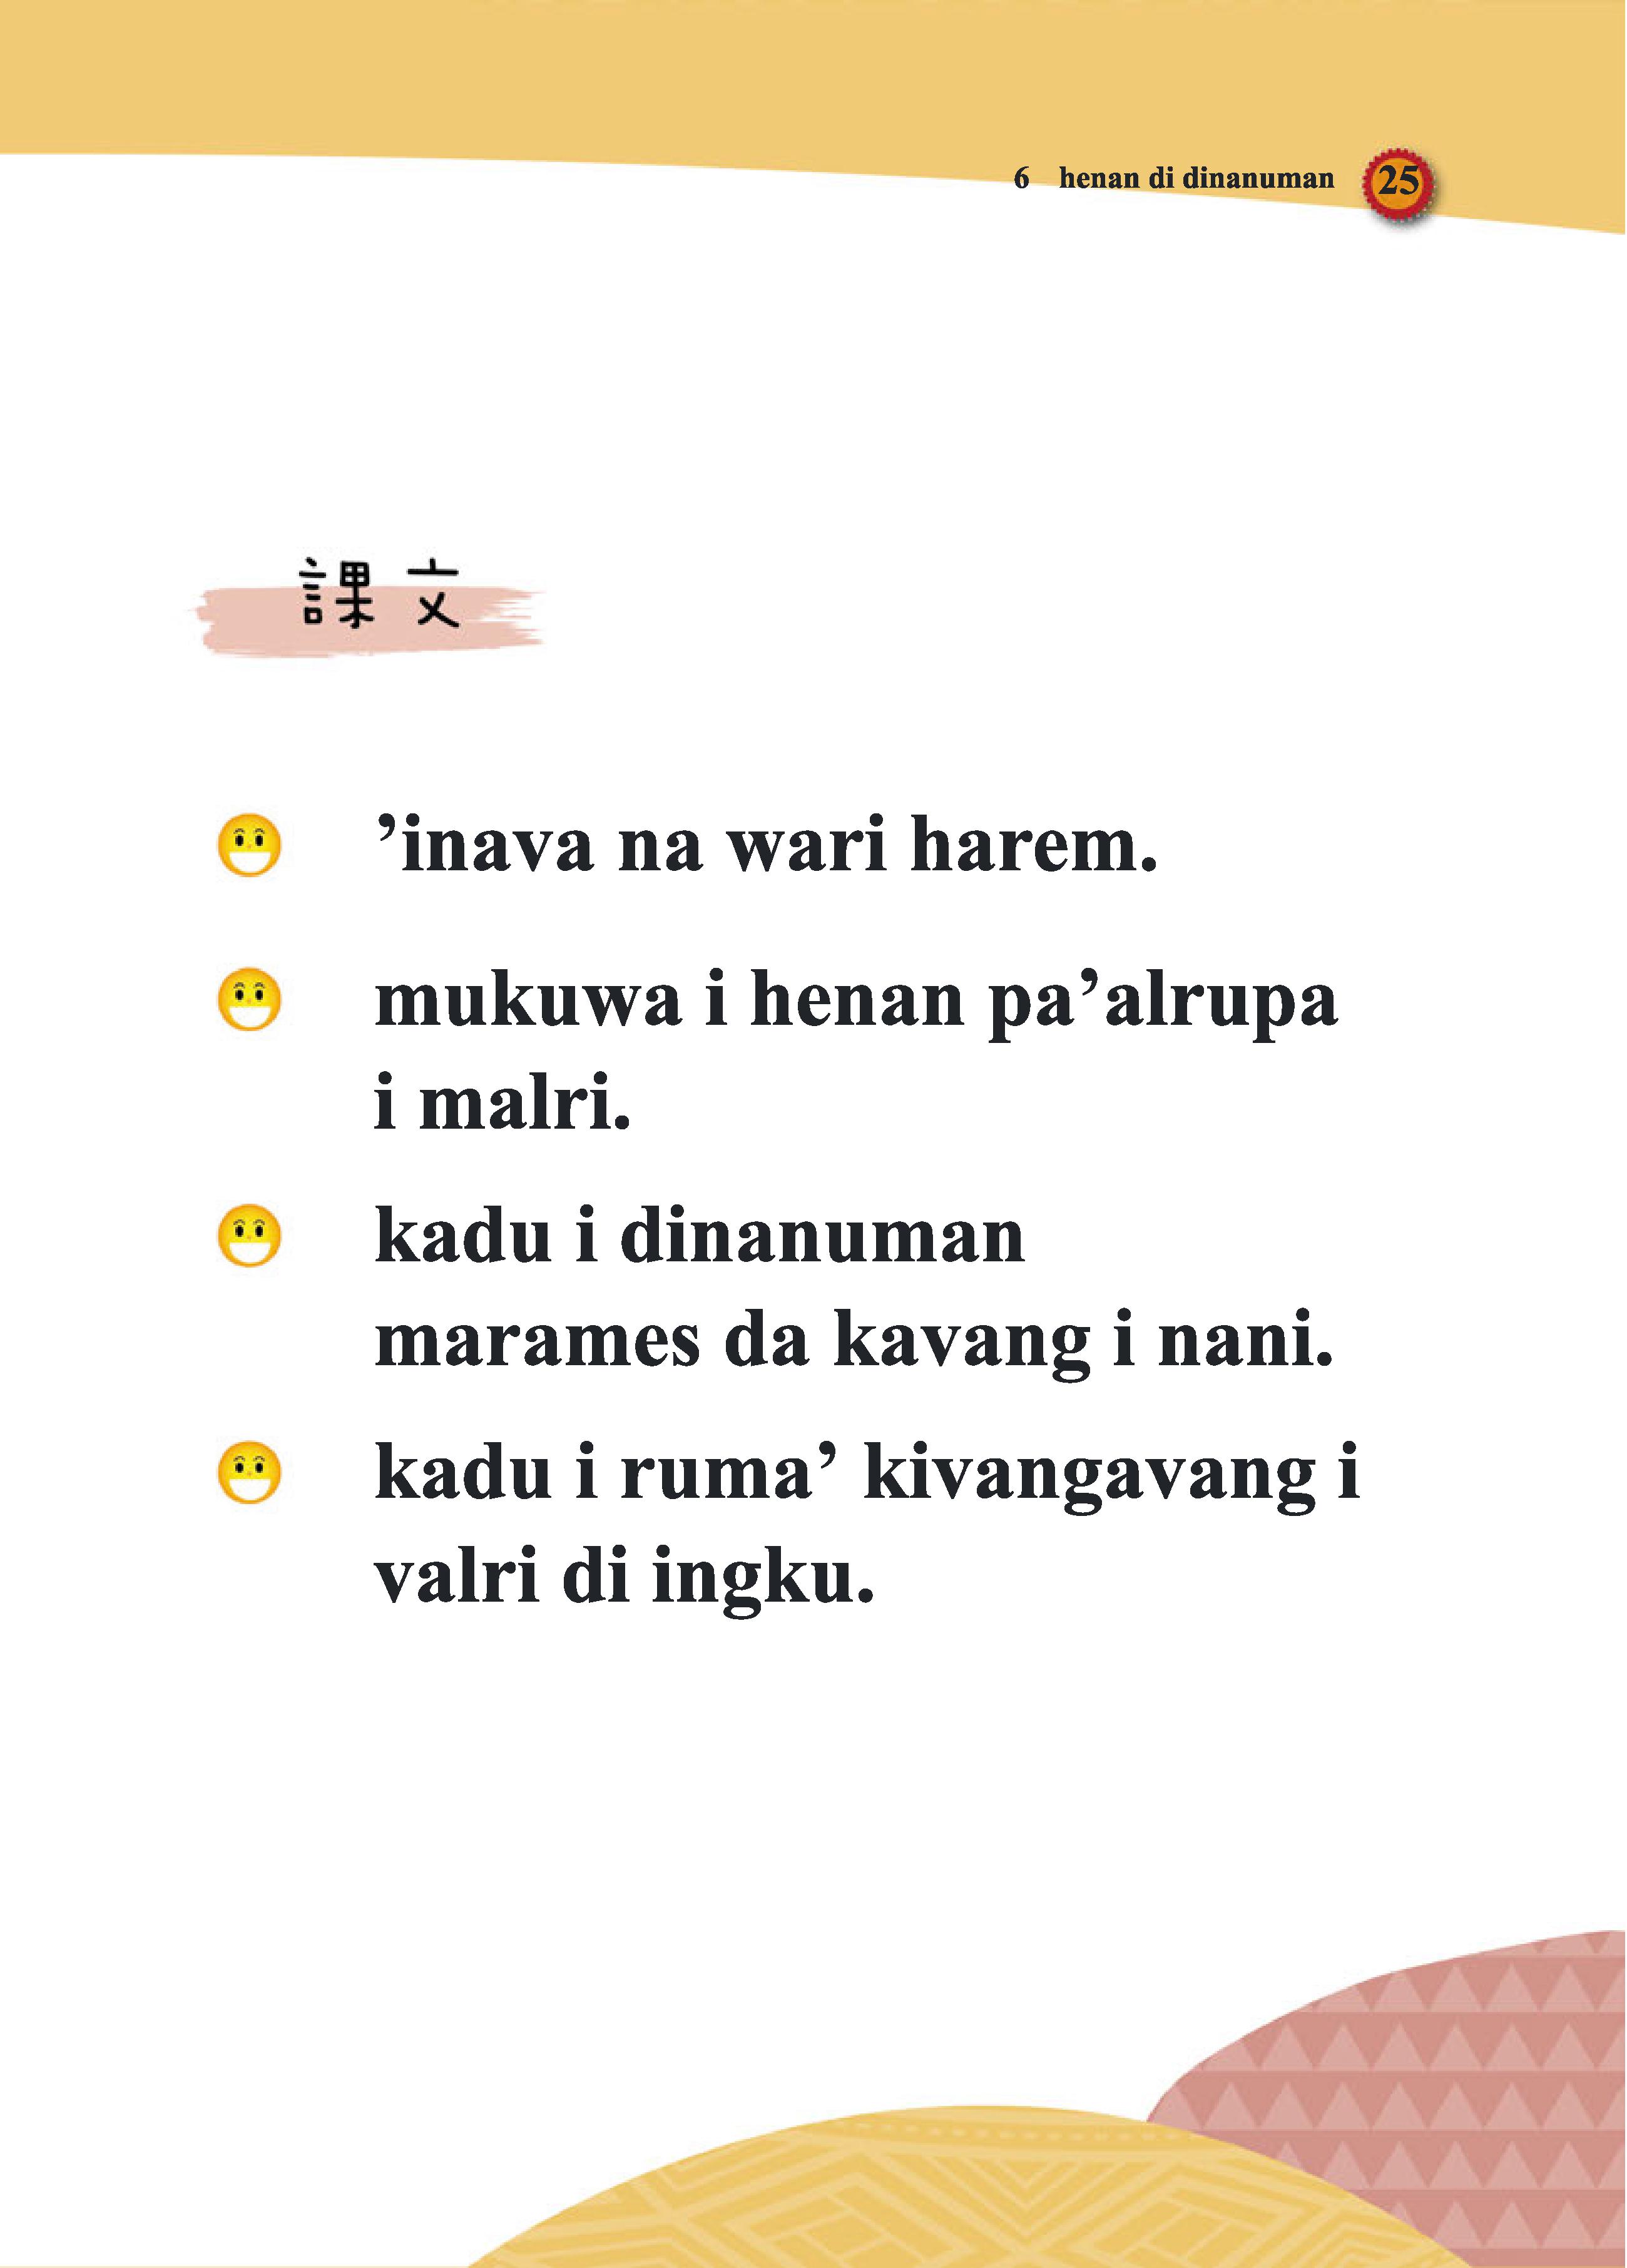 6 henan di dinanuman 25
課文
’inava na wari harem.
mukuwa i henan pa’alrupa
i malri.
kadu i dinanuman
marames da kavang i nani.
kadu i ruma’ kivangavang i
valri di ingku.